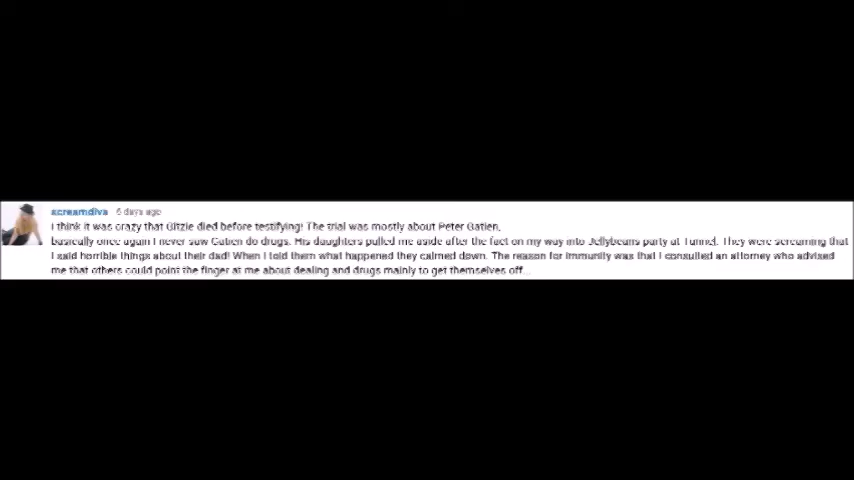 screamdiva 6 days ago
I think it was crazy that Gitzie died before testifying! The trial was mostly about Peter Gatien,
basically once again I never saw Gatien do drugs. His daughters pulled me aside after the fact on my way into Jellybeans party at Tunnel. They were screaming that
I said horrible things about their dad! When I told them what happened they calmed down. The reason for immunity was that I consulted an attorney who advised
me that others could point the finger at me about dealing and drugs mainly to get themselves off...